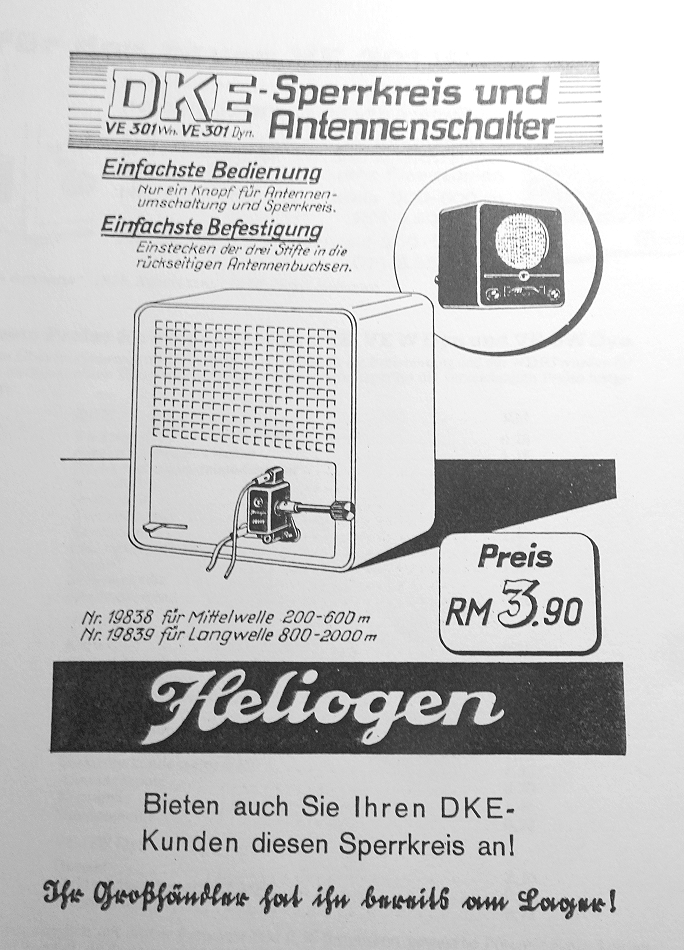 DKE-Sperrkreis und
VE 301 Wn. VE 301 Dyn. Antennenschalter
Einfachste Bedienung
Nur ein Knopf für Antennen-
umschaltung und Sperrkreis.
Einfachste Befestigung
Einstecken der drei Stifte in die
rückseitigen Antennenbuchsen.
Preis
RM 3.90
Nr. 19838 für Mittelwelle 200-600 m
Nr. 19839 für Langwelle 800-2000 m
Heliogen
Bieten auch Sie Ihren DKE-
Kunden diesen Sperrkreis an!
Ihr Großhändler hat ihn bereits am Lager!